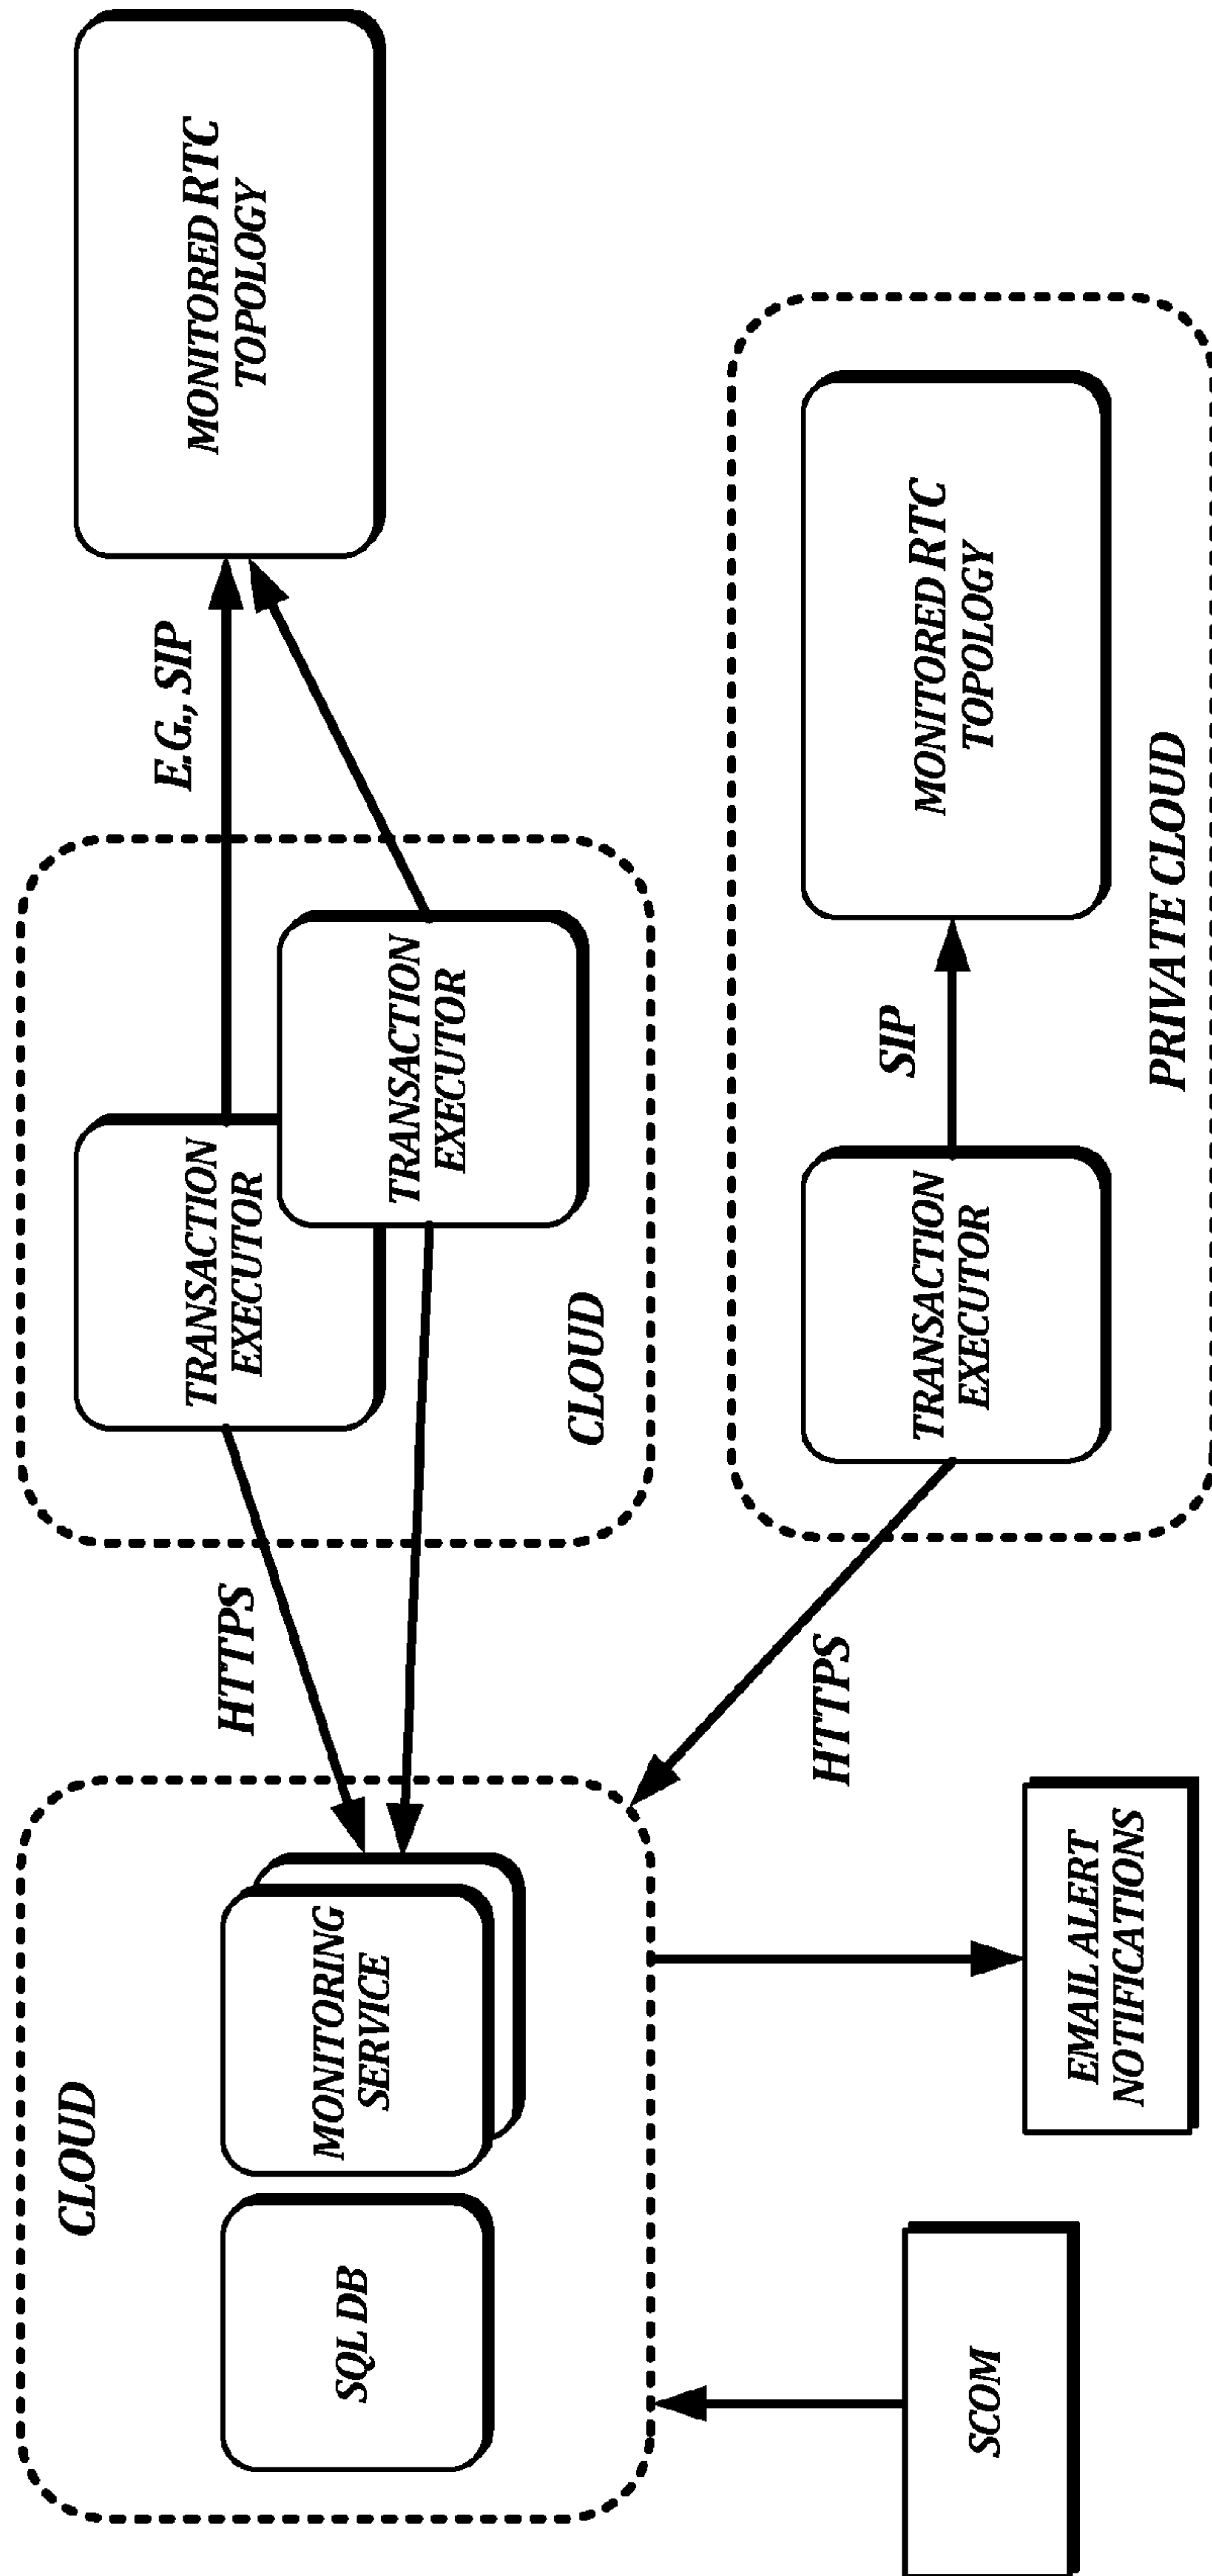 CLOUD
SQL DB
MONITORING
SERVICE
HTTPS
TRANSACTION
EXECUTOR
TRANSACTION
EXECUTOR
CLOUD
E.G., SIP
MONITORED RTC
TOPOLOGY
SCOM
EMAIL ALERT
NOTIFICATIONS
HTTPS
TRANSACTION
EXECUTOR
SIP
MONITORED RTC
TOPOLOGY
PRIVATE CLOUD